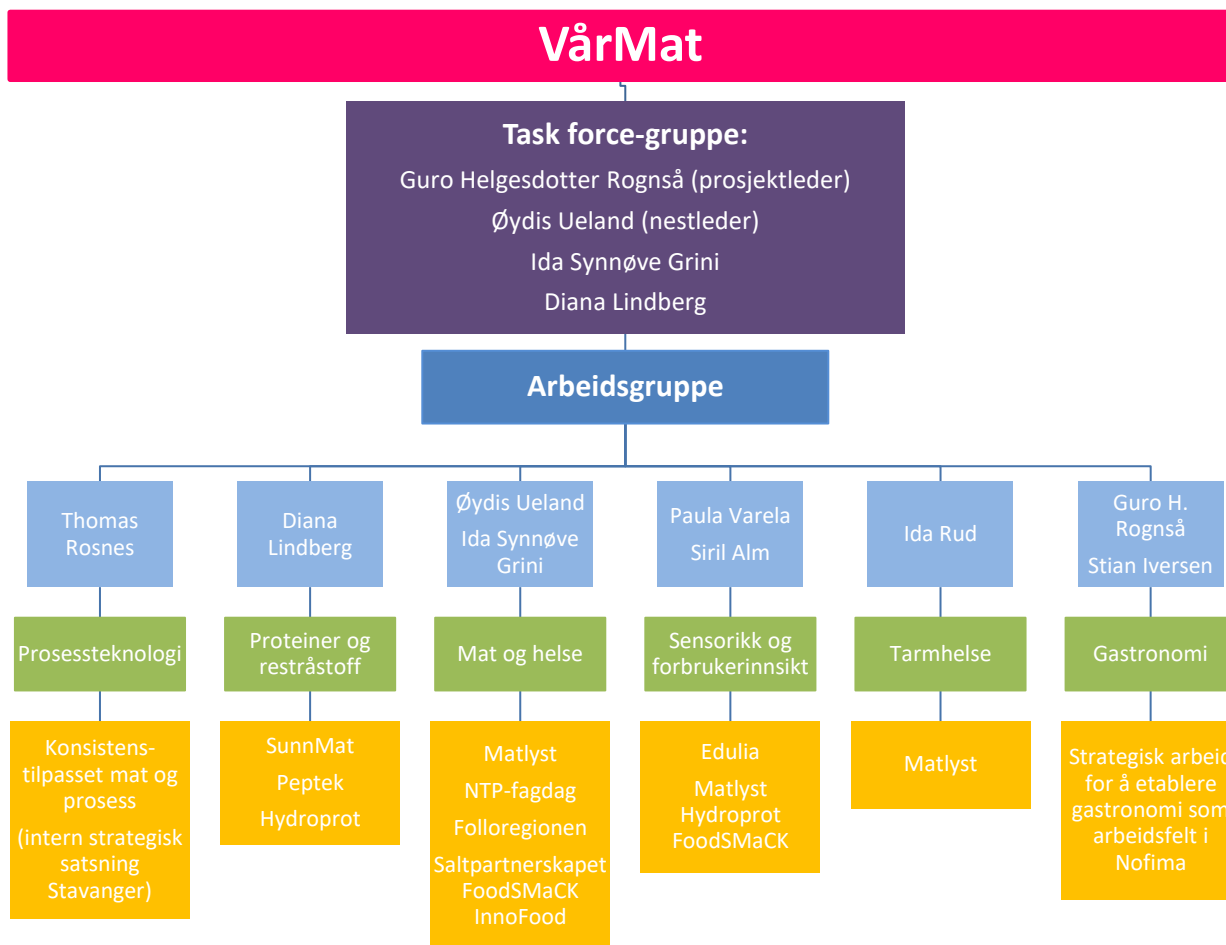 VårMat
Task force-gruppe:
Guro Helgesdotter Rognså (prosjektleder)
Øydis Ueland (nestleder)
Ida Synnøve Grini
Diana Lindberg
Arbeidsgruppe
Thomas
Rosnes
Diana
Lindberg
Øydis Ueland
Ida Synnøve
Grini
Paula Varela
Siril Alm
Ida Rud
Guro H.
Rognså
Stian Iversen
Prosessteknologi
Proteiner og
restråstoff
Mat og helse
Sensorikk og
forbrukerinnsikt
Tarmhelse
Gastronomi
Konsistens-
tilpasset mat og
prosess
(intern strategisk
satsning
Stavanger)
SunnMat
Peptek
Hydroprot
Matlyst
NTP-fagdag
Folloregionen
Saltpartnerskapet
FoodSMaCK
InnoFood
Edulia
Matlyst
Hydroprot
FoodSMaCK
Matlyst
Strategisk arbeid
for å etablere
gastronomi som
arbeidsfelt i
Nofima